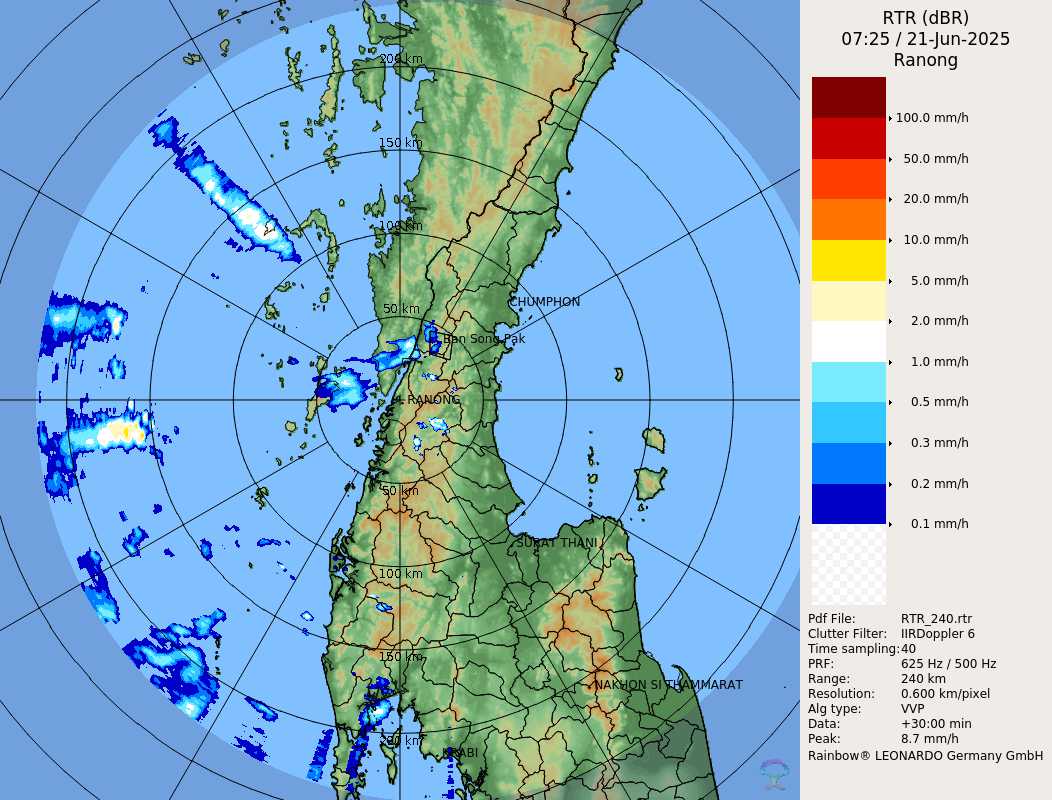 RTR (dBR)
07:25 / 21-Jun-2025
Ranong
100.0 mm/h
50.0 mm/h
20.0 mm/h
10.0 mm/h
5.0 mm/h
2.0 mm/h
1.0 mm/h
0.5 mm/h
0.3 mm/h
0.2 mm/h
0.1 mm/h
Pdf File: RTR_240.rtr
Clutter Filter: IIRDoppler 6
Time sampling:40
PRF: 625 Hz / 500 Hz
Range: 240 km
Resolution: 0.600 km/pixel
Alg type: VVP
Data: +30:00 min
Peak: 8.7 mm/h
Rainbow® LEONARDO Germany GmbH
200 km
150 km
100 km
50 km
CHUMPHON
Ban Song Pak
RANONG
50 km
SURAT THANI
100 km
150 km
NAKHON SI THAMMARAT
200 km
KRABI